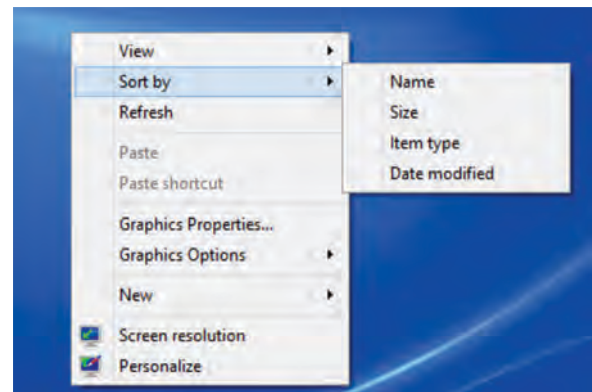 View
Sort by
Refresh
Paste
Paste shortcut
Graphics Properties...
Graphics Options
New
Screen resolution
Personalize
Name
Size
Item type
Date modified